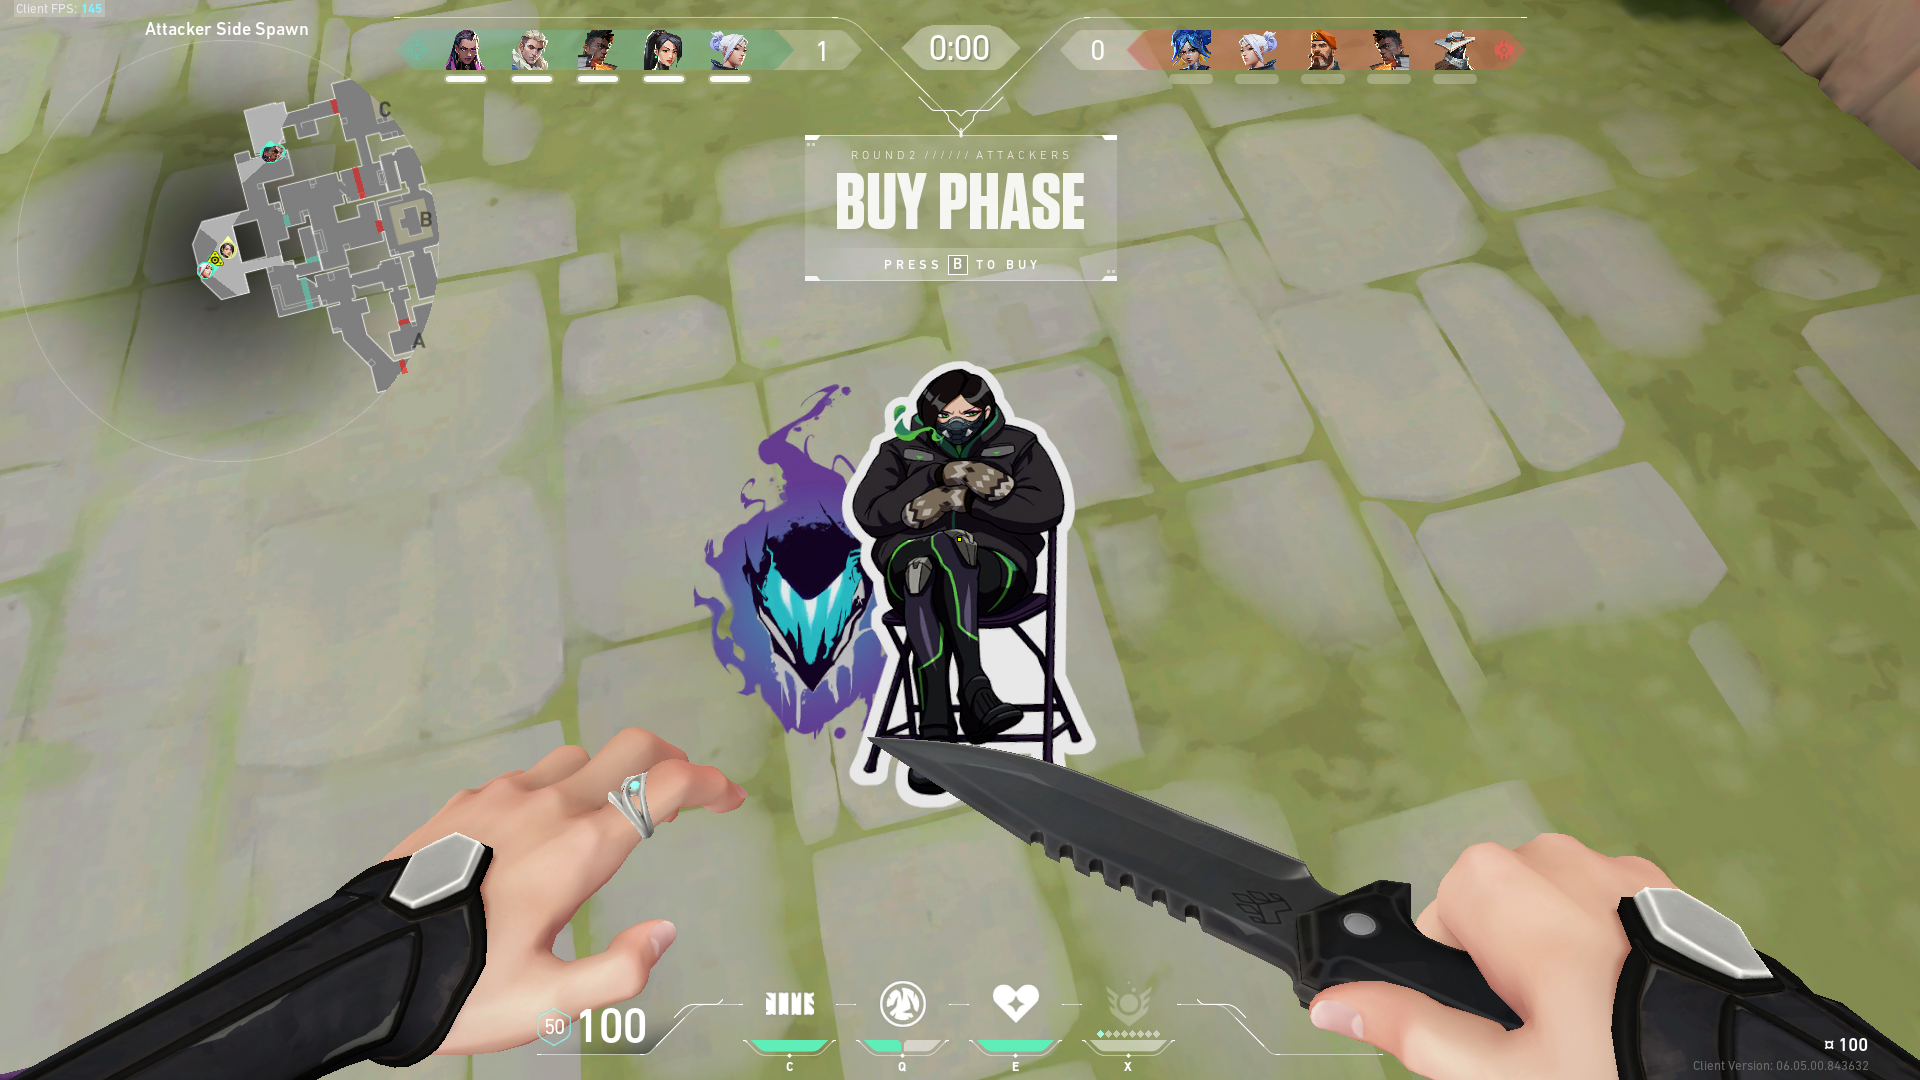 Client FPS: 145
Attacker Side Spawn
1
0:00
0
C
B
A
ROUND2 ////// ATTACKERS
BUY PHASE
PRESS B TO BUY
50
100
C
Q
E
X
¤ 100
Client Version: 06.05.00.843632